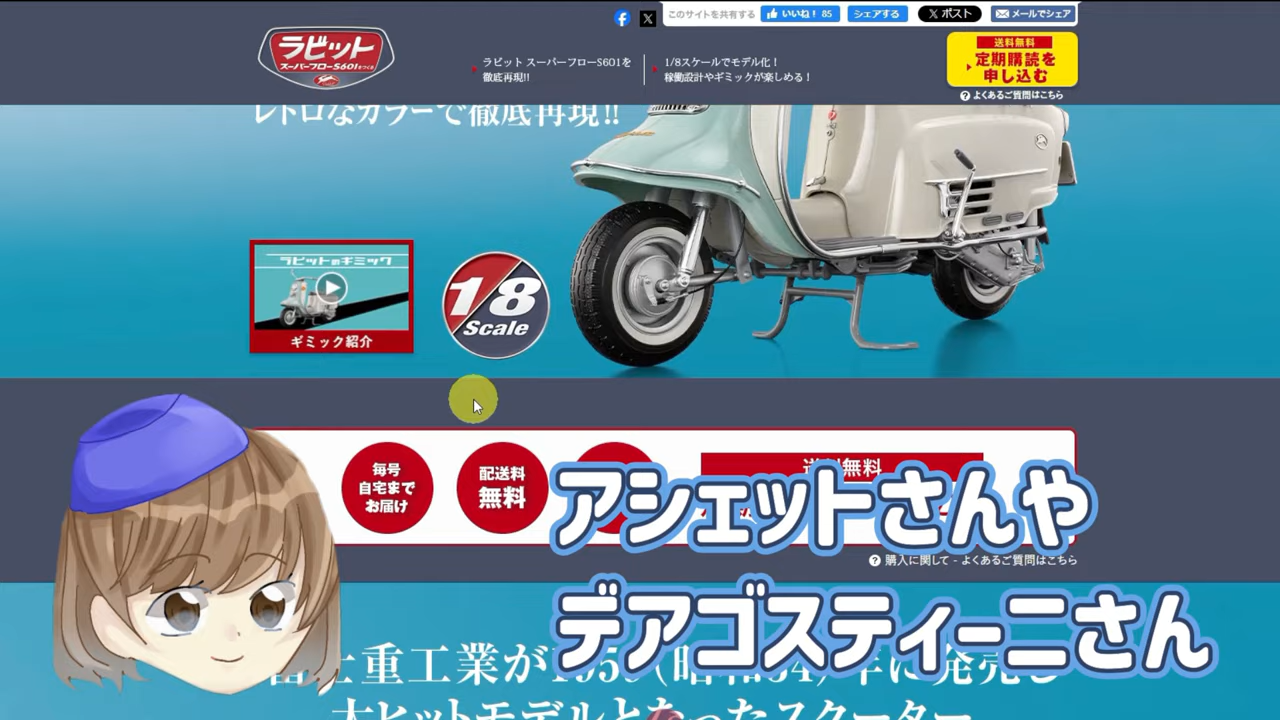 このサイトを共有する
いいね！ 85
シェアする
ポスト
メールでシェア
ラビット
スーパーフローS601をつくる
ラビット スーパーフローS601を
徹底再現!!
1/8スケールでモデル化！
稼働設計やギミックが楽しめる！
送料無料
定期購読を
申し込む
よくあるご質問はこちら
レトロなカラーで徹底再現!!
ラビットのギミック
ギミック紹介
1/8
Scale
毎号
自宅まで
お届け
配送料
無料
送料無料
アシェットさんや
購入に関して - よくあるご質問はこちら
デアゴスティーニさん
大ヒットモデルとなったスクーター